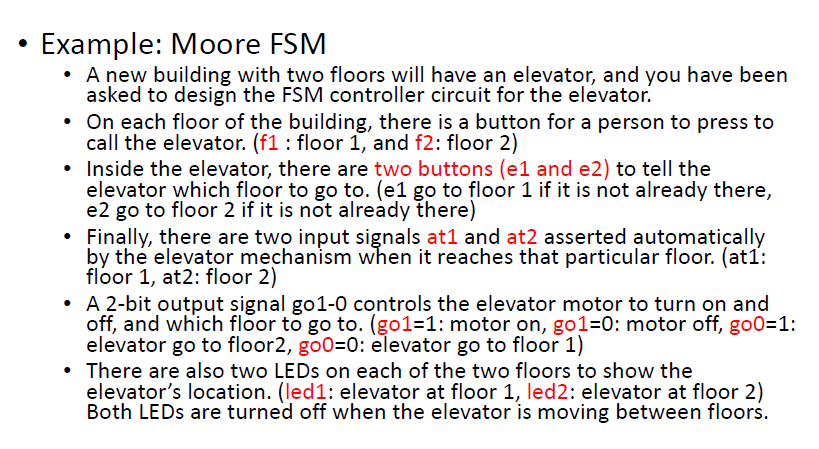 • Example: Moore FSM
• A new building with two floors will have an elevator, and you have been
asked to design the FSM controller circuit for the elevator.
• On each floor of the building, there is a button for a person to press to
call the elevator. (f1 : floor 1, and f2: floor 2)
• Inside the elevator, there are two buttons (e1 and e2) to tell the
elevator which floor to go to. (e1 go to floor 1 if it is not already there,
e2 go to floor 2 if it is not already there)
• Finally, there are two input signals at1 and at2 asserted automatically
by the elevator mechanism when it reaches that particular floor. (at1:
floor 1, at2: floor 2)
• A 2-bit output signal go1-0 controls the elevator motor to turn on and
off, and which floor to go to. (go1=1: motor on, go1=0: motor off, go0=1:
elevator go to floor2, go0=0: elevator go to floor 1)
• There are also two LEDs on each of the two floors to show the
elevator’s location. (led1: elevator at floor 1, led2: elevator at floor 2)
Both LEDs are turned off when the elevator is moving between floors.